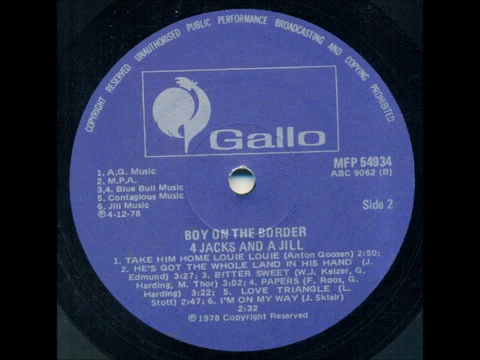 COPYRIGHT RESERVED UNAUTHORISED PUBLIC PERFORMANCE BROADCASTING AND COPYING PROHIBITED
Gallo
1. A.G. Music
2. M.P.A.
3,4. Blue Bull Music
5. Contagious Music
6. Jill Music
Ⓟ4-12-78
MFP 54934
ABC 9062 (B)
Side 2
BOY ON THE BORDER
4 JACKS AND A JILL
1. TAKE HIM HOME LOUIE LOUIE (Anton Goosen) 2:50;
2. HE'S GOT THE WHOLE LAND IN HIS HAND (J.
Edmund) 3:27; 3. BITTER SWEET (W.J. Keizer, G.
Harding, M. Thor) 3:02; 4. PAPERS (F. Roos, G.
Harding) 3:22; 5. LOVE TRIANGLE (L.
Stott) 2:47; 6. I'M ON MY WAY (J. Sklair)
2:32
Ⓟ1978 Copyright Reserved